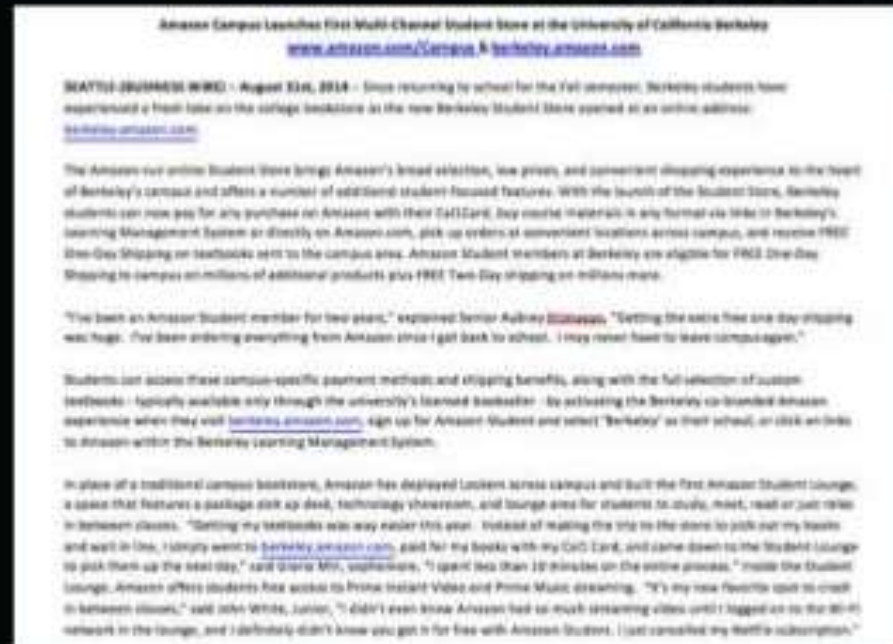 Amazon Campus Launches First Multi-Channel Student Store at the University of California Berkeley
www.amazon.com/Campus & berkeley.amazon.com
SEATTLE-(BUSINESS WIRE) – August 31st, 2014 – Since returning to school for the Fall semester, Berkeley students have
experienced a fresh take on the college bookstore as the new Berkeley Student Store opened at an online address:
berkeley.amazon.com.
The Amazon-run online Student Store brings Amazon's broad selection, low prices, and convenient shopping experience to the heart
of Berkeley's campus and offers a number of additional student-focused features. With the launch of the Student Store, Berkeley
students can now pay for any purchase on Amazon with their Cal1Card, buy course materials in any format via links in Berkeley's
Learning Management System or directly on Amazon.com, pick up orders at convenient locations across campus, and receive FREE
One-Day Shipping on textbooks sent to the campus area. Amazon Student members at Berkeley are eligible for FREE One-Day
Shipping to campus on millions of additional products plus FREE Two-Day shipping on millions more.
"I've been an Amazon Student member for two years," explained Senior Aubrey "Getting the extra free one day shipping
was huge. I've been ordering everything from Amazon since I got back to school. I may never have to leave campus again."
Students can access these campus-specific payment methods and shipping benefits, along with the full selection of custom
textbooks - typically available only through the university's licensed bookseller - by activating the Berkeley co-branded Amazon
experience when they visit berkeley.amazon.com, sign up for Amazon Student and select 'Berkeley' as their school, or click on links
to Amazon within the Berkeley Learning Management System.
In place of a traditional campus bookstore, Amazon has deployed Lockers across campus and built the first Amazon Student Lounge,
a space that features a package pick up desk, technology showroom, and lounge area for students to study, meet, read or just relax
in between classes. "Getting my textbooks was way easier this year. Instead of making the trip to the store to pick out my books
and wait in line, I simply went to berkeley.amazon.com, paid for my books with my Cal1 Card, and came down to the Student Lounge
to pick them up the next day," said Min, sophomore, "I spent less than 10 minutes on the entire process." Inside the Student
Lounge, Amazon offers students free access to Prime Instant Video and Prime Music streaming. "It's my new favorite spot to crash
in between classes," said John White, Junior, "I didn't even know Amazon had so much streaming video until I logged on to the Wi-Fi
network in the lounge, and I definitely didn't know you got it for free with Amazon Student. I just cancelled my Netflix subscription."